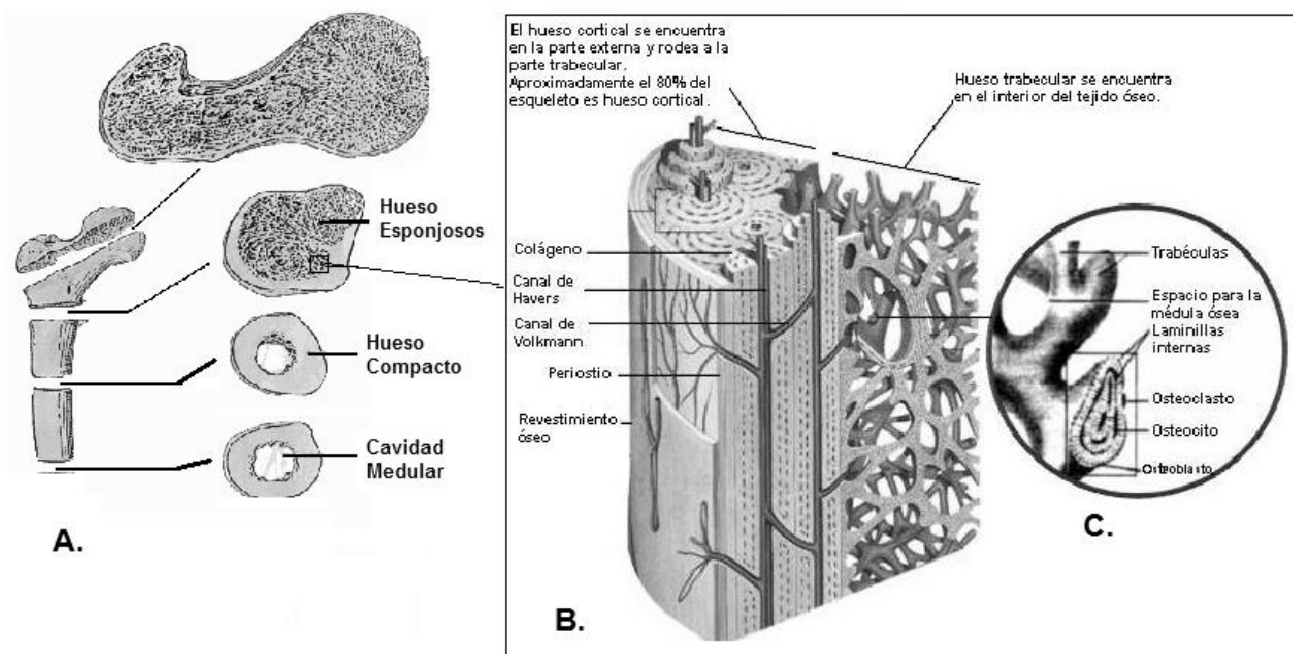 Hueso
Esponjosos
Hueso
Compacto
Cavidad
Medular
A.
El hueso cortical se encuentra
en la parte externa y rodea a la
parte trabecular.
Aproximadamente el 80% del
esqueleto es hueso cortical.
Hueso trabecular se encuentra
en el interior del tejido óseo.
Colágeno
Canal de
Havers
Canal de
Volkmann
Periostio
Revestimiento
óseo
B.
Trabéculas
Espacio para la
médula ósea
Laminillas
internas
Osteoclasto
Osteocito
Osteoblasto
C.